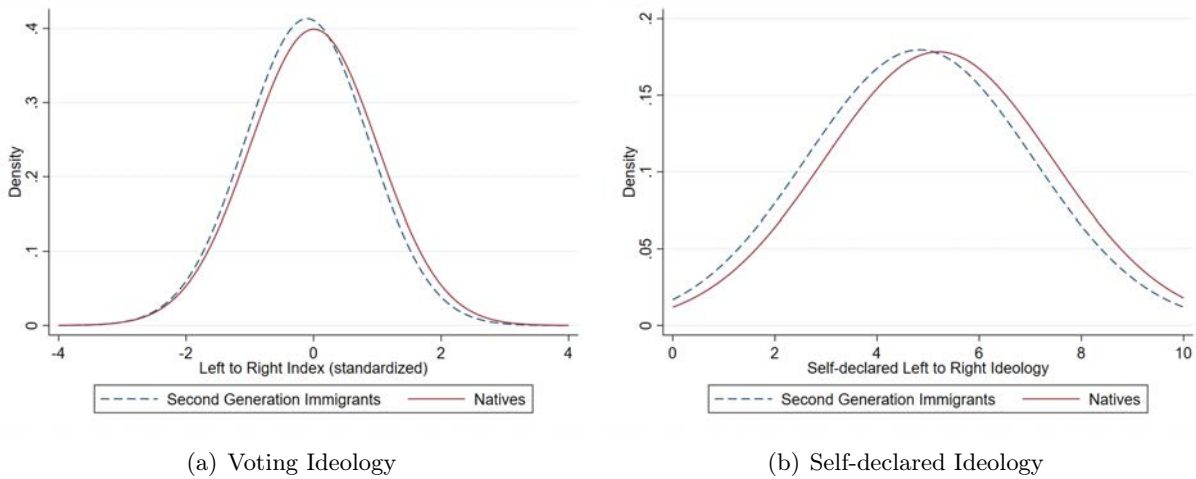 .4
.3
.2
.1
0
Density
-4 -2 0 2 4
Left to Right Index (standardized)
Second Generation Immigrants Natives
(a) Voting Ideology
.2
.15
.1
.05
0
Density
0 2 4 6 8 10
Self-declared Left to Right Ideology
Second Generation Immigrants Natives
(b) Self-declared Ideology